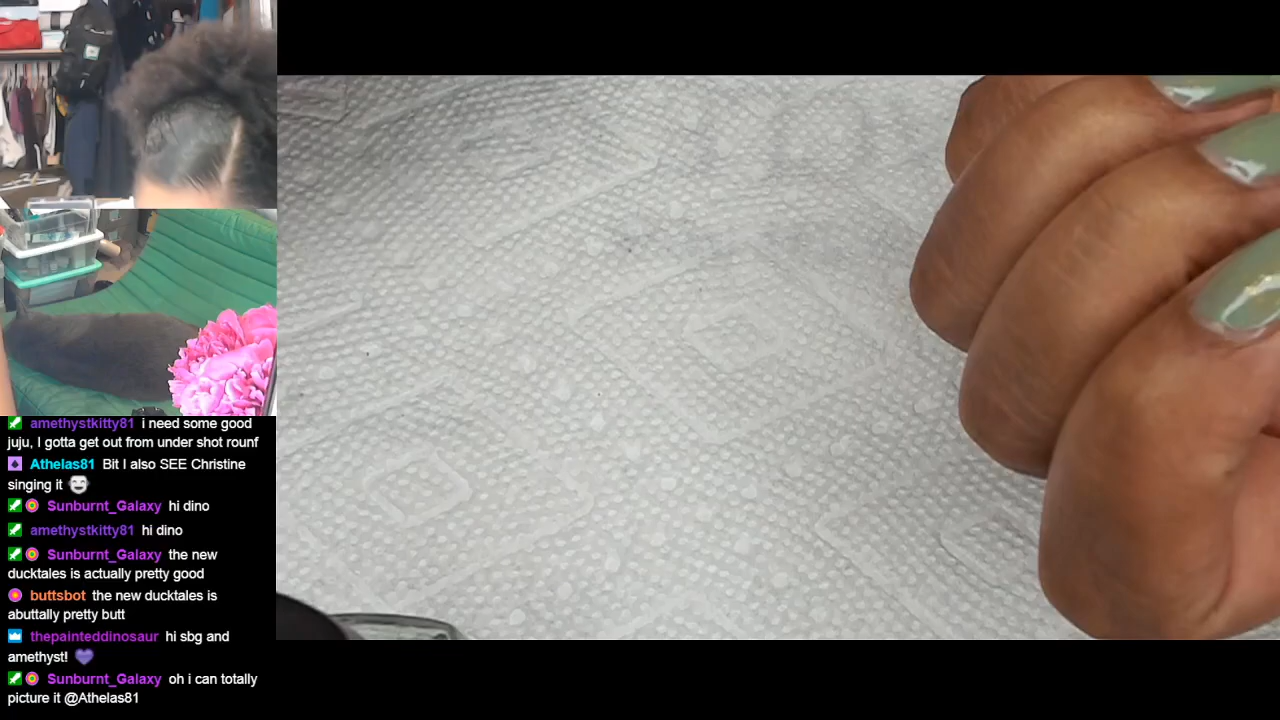 amethystkitty81 i need some good
juju, I gotta get out from under shot rounf
Athelas81 Bit I also SEE Christine
singing it
Sunburnt_Galaxy hi dino
amethystkitty81 hi dino
Sunburnt_Galaxy the new
ducktales is actually pretty good
buttsbot the new ducktales is
abuttally pretty butt
thepainteddinosaur hi sbg and
amethyst!
Sunburnt_Galaxy oh i can totally
picture it @Athelas81